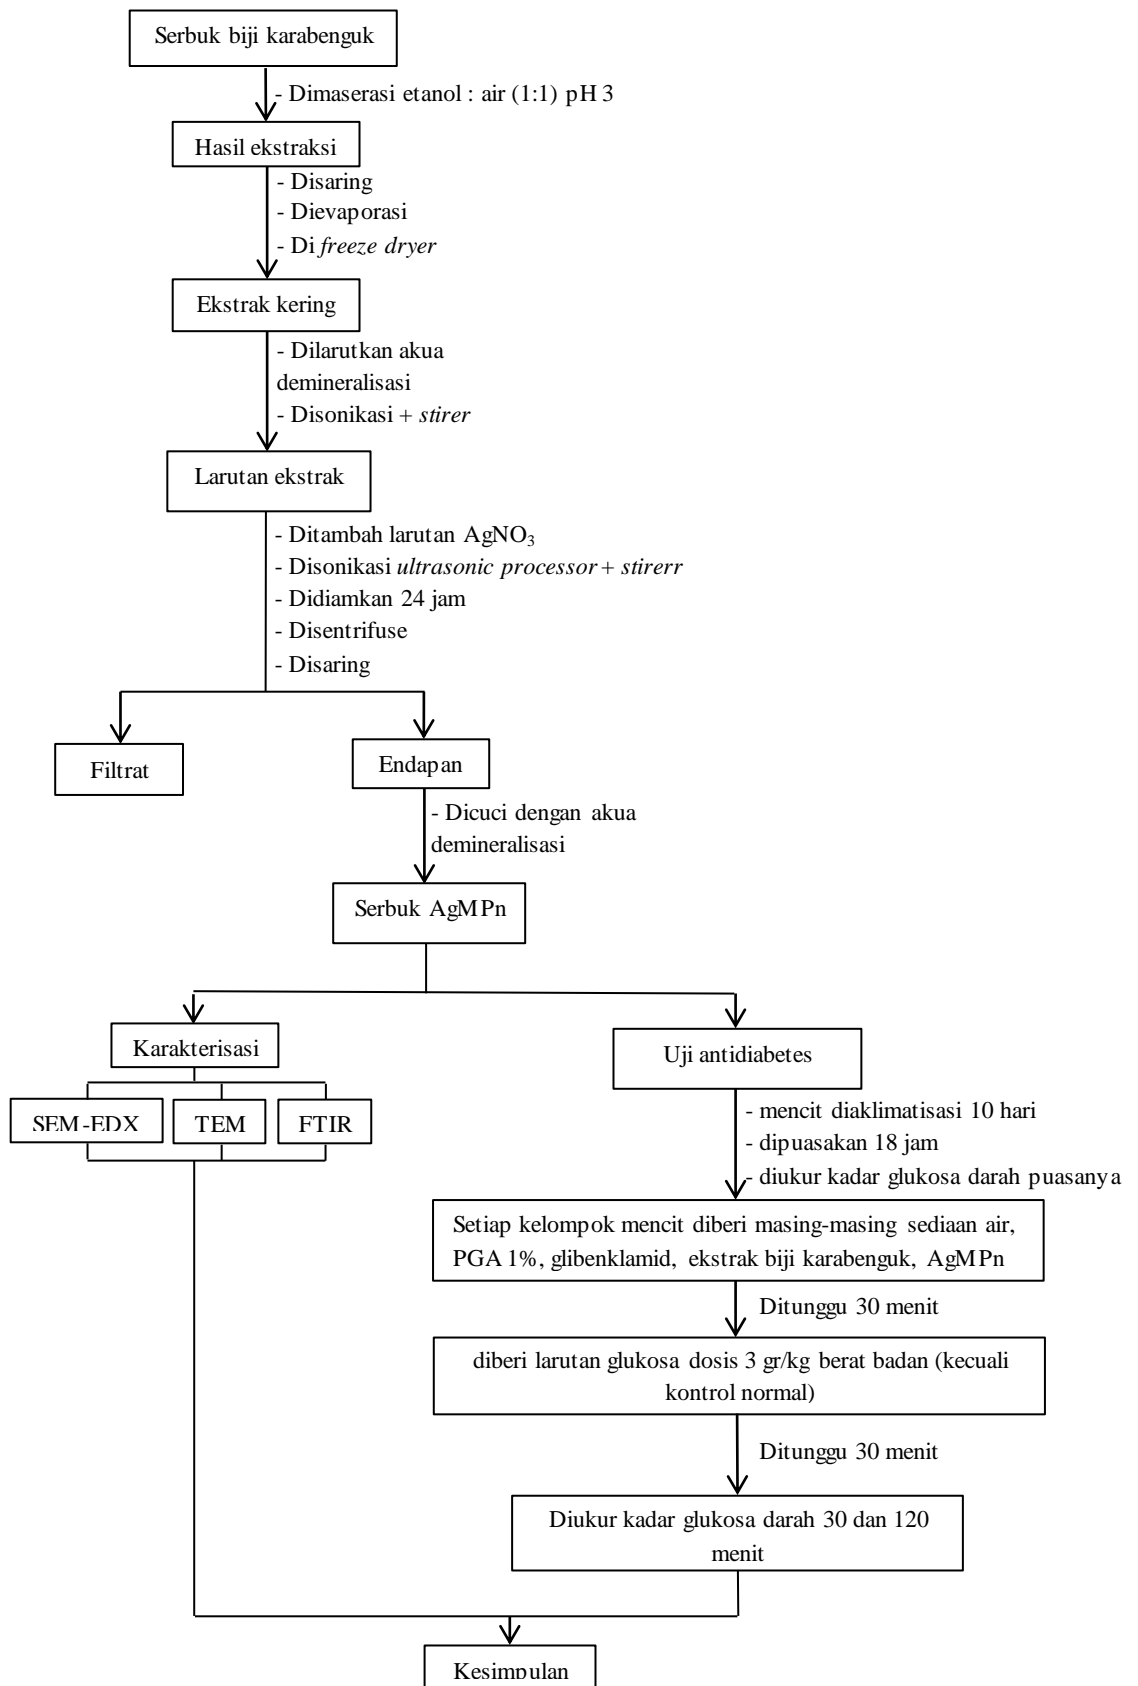 Serbuk biji karabenguk
- Dimaserasi etanol : air (1:1) pH 3
Hasil ekstraksi
- Disaring
- Dievaporasi
- Di freeze dryer
Ekstrak kering
- Dilarutkan akua
demineralisasi
- Disonikasi + stirer
Larutan ekstrak
- Ditambah larutan AgNO₃
- Disonikasi ultrasonic processor + stirerr
- Didiamkan 24 jam
- Disentrifuse
- Disaring
Filtrat
Endapan
- Dicuci dengan akua
demineralisasi
Serbuk AgMPn
Karakterisasi
SEM-EDX
TEM
FTIR
Uji antidiabetes
- mencit diaklimatisasi 10 hari
- dipuasakan 18 jam
- diukur kadar glukosa darah puasanya
Setiap kelompok mencit diberi masing-masing sediaan air,
PGA 1%, glibenklamid, ekstrak biji karabenguk, AgMPn
Ditunggu 30 menit
diberi larutan glukosa dosis 3 gr/kg berat badan (kecuali
kontrol normal)
Ditunggu 30 menit
Diukur kadar glukosa darah 30 dan 120
menit
Kesimpulan